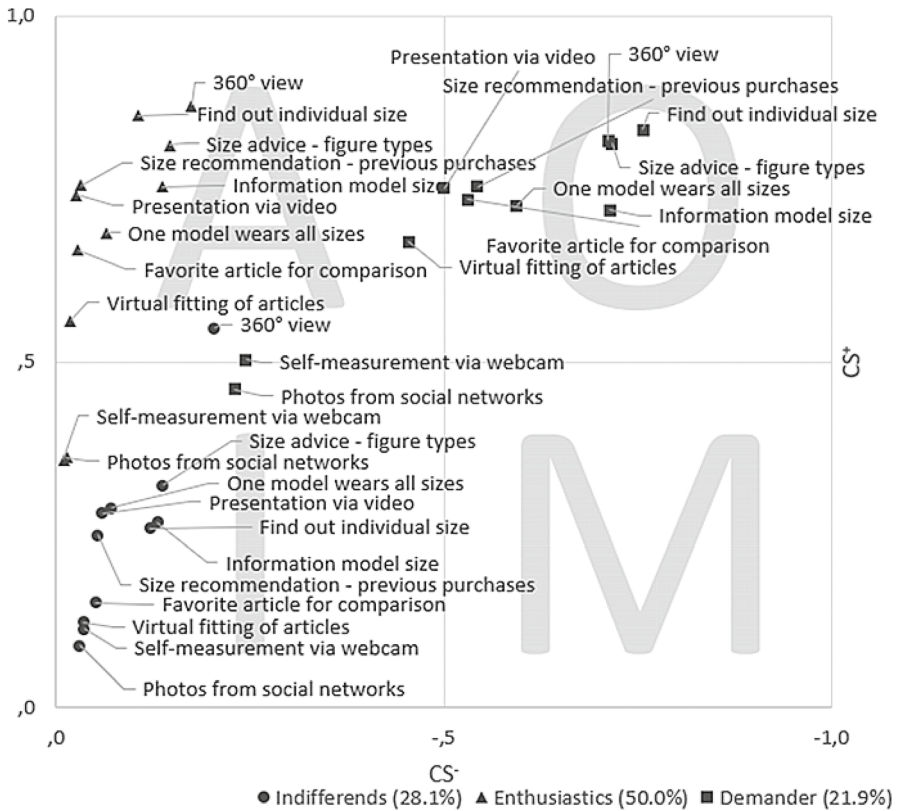 1,0
Presentation via video
360° view
360° view
Size recommendation - previous purchases
Find out individual size
Find out individual size
Size advice - figure types
Size recommendation - previous purchases
Size advice - figure types
Information model size
One model wears all sizes
Presentation via video
Information model size
One model wears all sizes
Favorite article for comparison
Favorite article for comparison
Virtual fitting of articles
Virtual fitting of articles
360° view
A
O
,5
Self-measurement via webcam
CS+
Photos from social networks
Self-measurement via webcam
Size advice - figure types
Photos from social networks
One model wears all sizes
Presentation via video
Find out individual size
Information model size
Size recommendation - previous purchases
Favorite article for comparison
Virtual fitting of articles
Self-measurement via webcam
Photos from social networks
I
M
,0
,0
-,5
-1,0
CS-
Indifferends (28.1%) Enthusiastics (50.0%) Demander (21.9%)